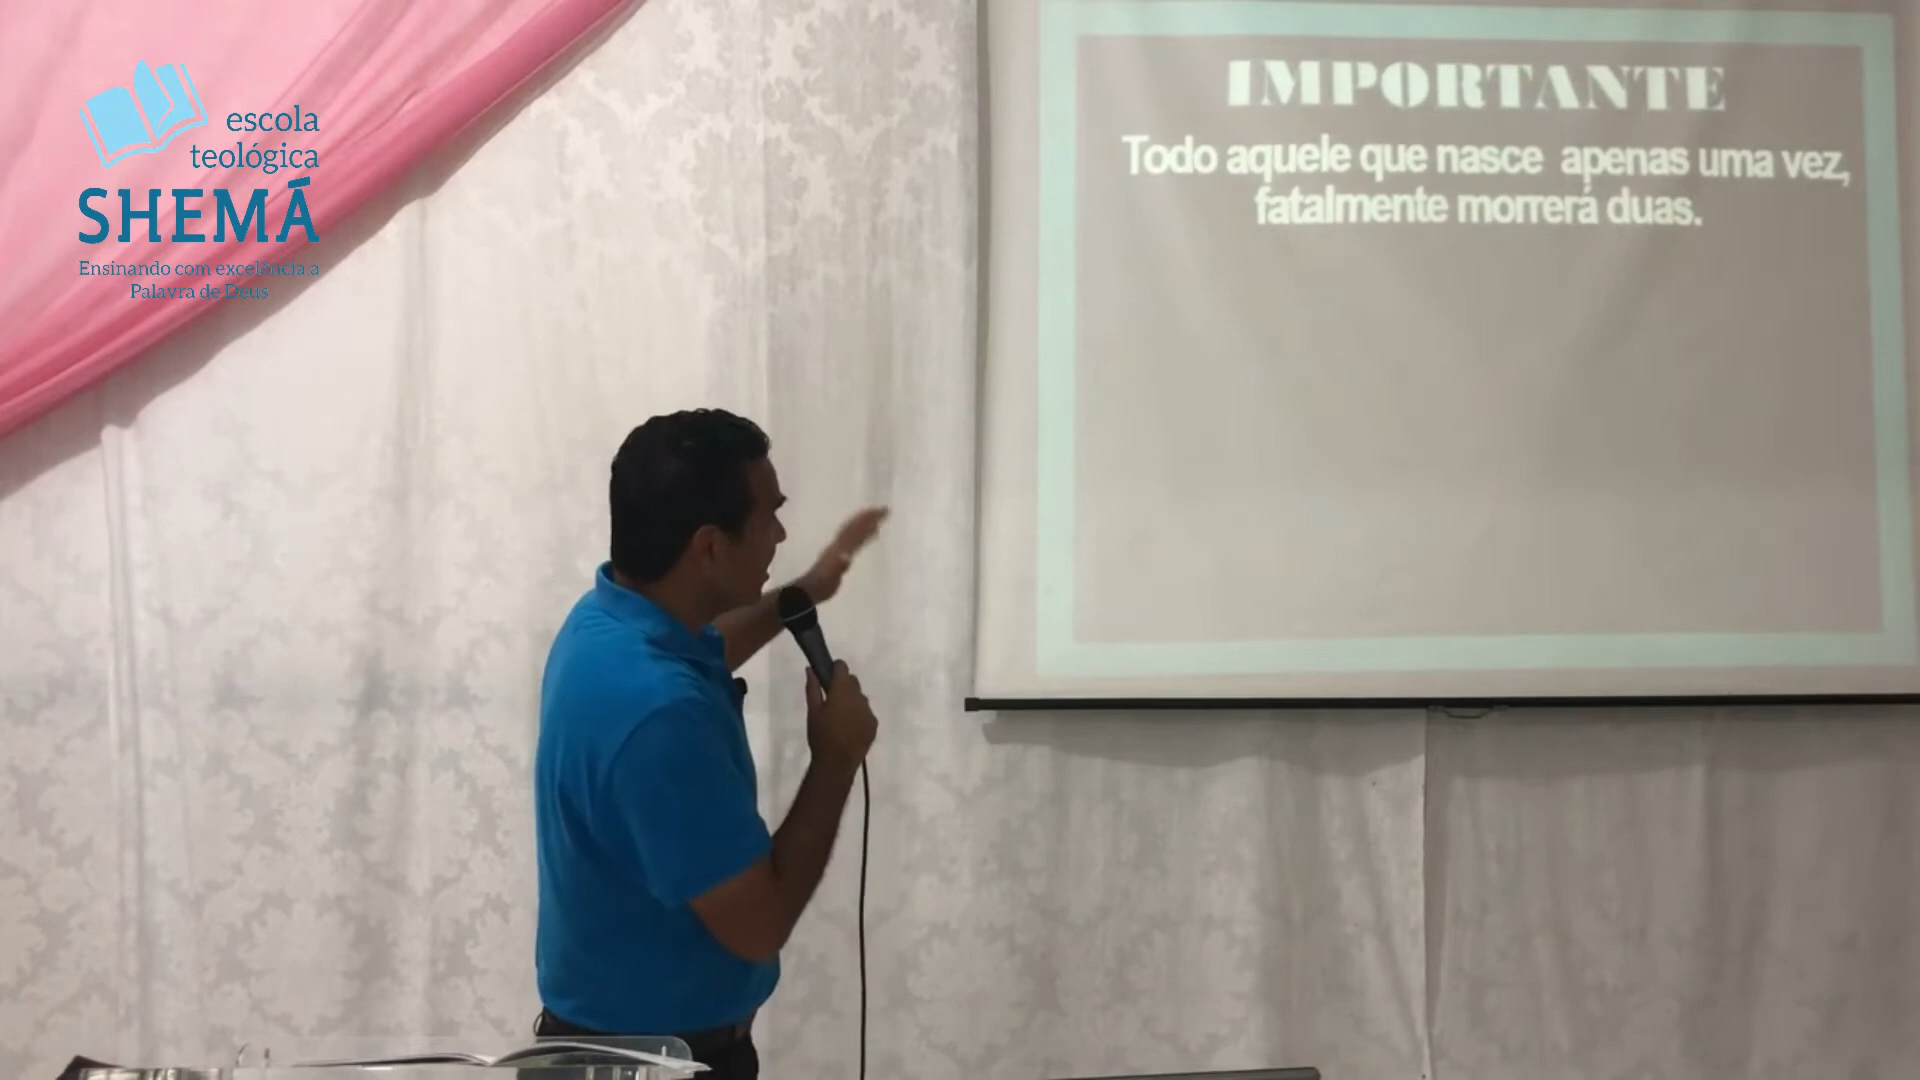 escola
teológica
SHEMÁ
Ensinando com excelência a
Palavra de Deus
IMPORTANTE
Todo aquele que nasce apenas uma vez,
fatalmente morrerá duas.